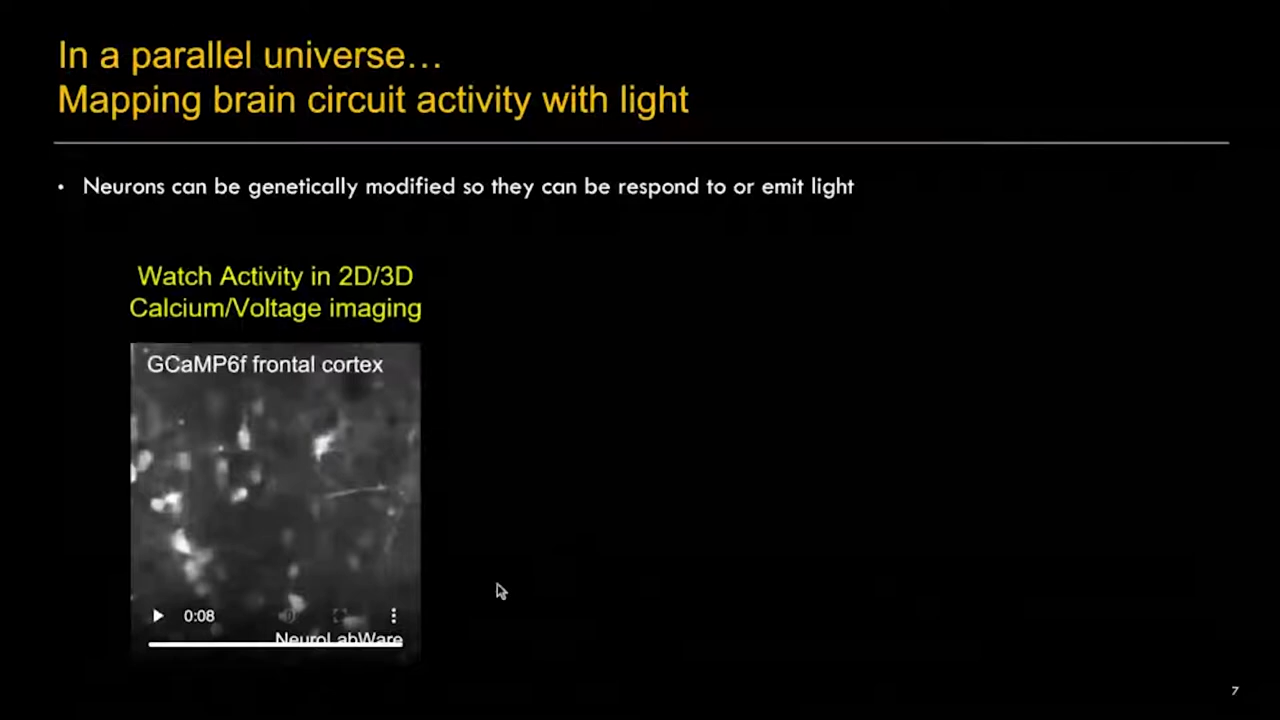 In a parallel universe…
Mapping brain circuit activity with light
• Neurons can be genetically modified so they can be respond to or emit light
Watch Activity in 2D/3D
Calcium/Voltage imaging
GCaMP6f frontal cortex
0:08
NeuroLabWare
7